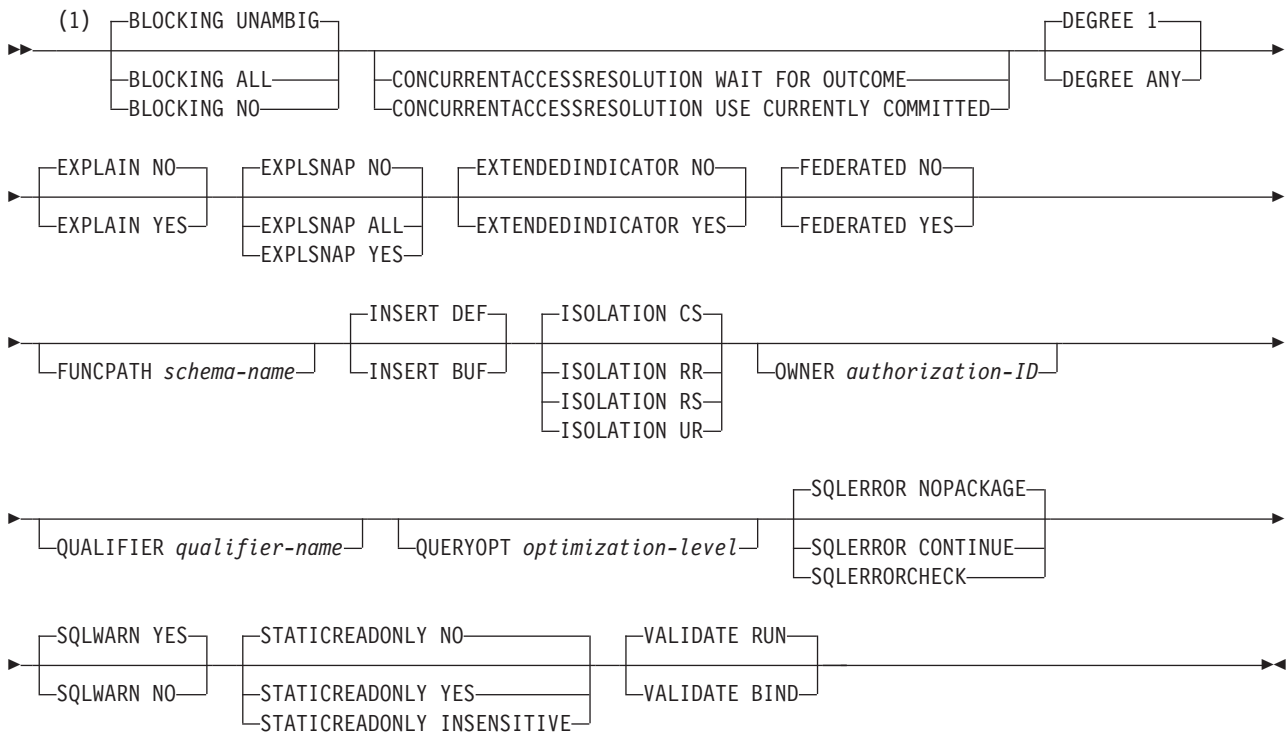 (1)
BLOCKING UNAMBIG
BLOCKING ALL
BLOCKING NO
CONCURRENTACCESSRESOLUTION WAIT FOR OUTCOME
CONCURRENTACCESSRESOLUTION USE CURRENTLY COMMITTED
DEGREE 1
DEGREE ANY
EXPLAIN NO
EXPLAIN YES
EXPLSNAP NO
EXPLSNAP ALL
EXPLSNAP YES
EXTENDEDINDICATOR NO
EXTENDEDINDICATOR YES
FEDERATED NO
FEDERATED YES
FUNCPATH schema-name
INSERT DEF
INSERT BUF
ISOLATION CS
ISOLATION RR
ISOLATION RS
ISOLATION UR
OWNER authorization-ID
QUALIFIER qualifier-name
QUERYOPT optimization-level
SQLERROR NOPACKAGE
SQLERROR CONTINUE
SQLERRORCHECK
SQLWARN YES
SQLWARN NO
STATICREADONLY NO
STATICREADONLY YES
STATICREADONLY INSENSITIVE
VALIDATE RUN
VALIDATE BIND